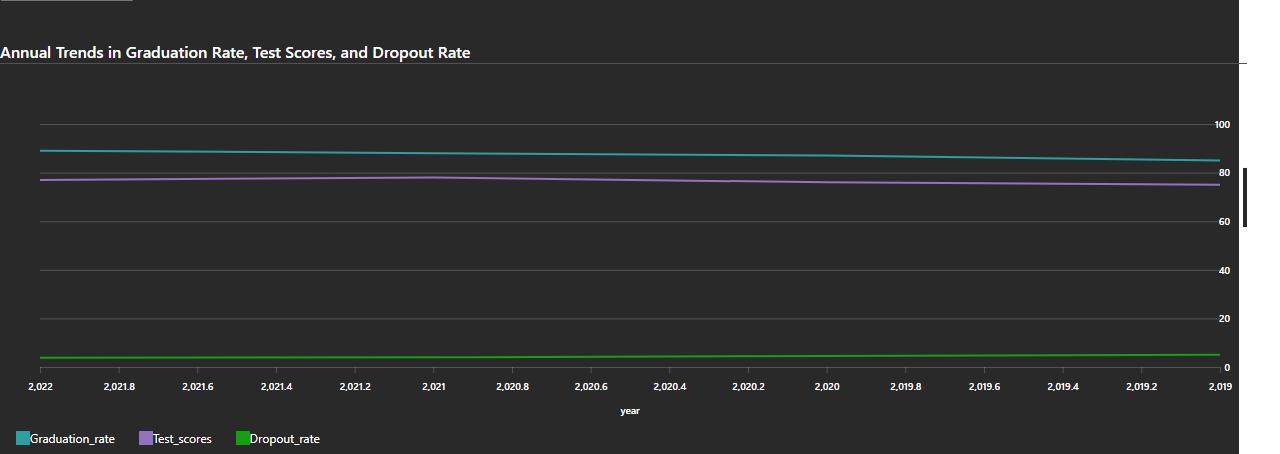 Annual Trends in Graduation Rate, Test Scores, and Dropout Rate
100
80
60
40
20
0
2,022 2,021.8 2,021.6 2,021.4 2,021.2 2,021 2,020.8 2,020.6 2,020.4 2,020.2 2,020 2,019.8 2,019.6 2,019.4 2,019.2 2,019
year
Graduation_rate Test_scores Dropout_rate